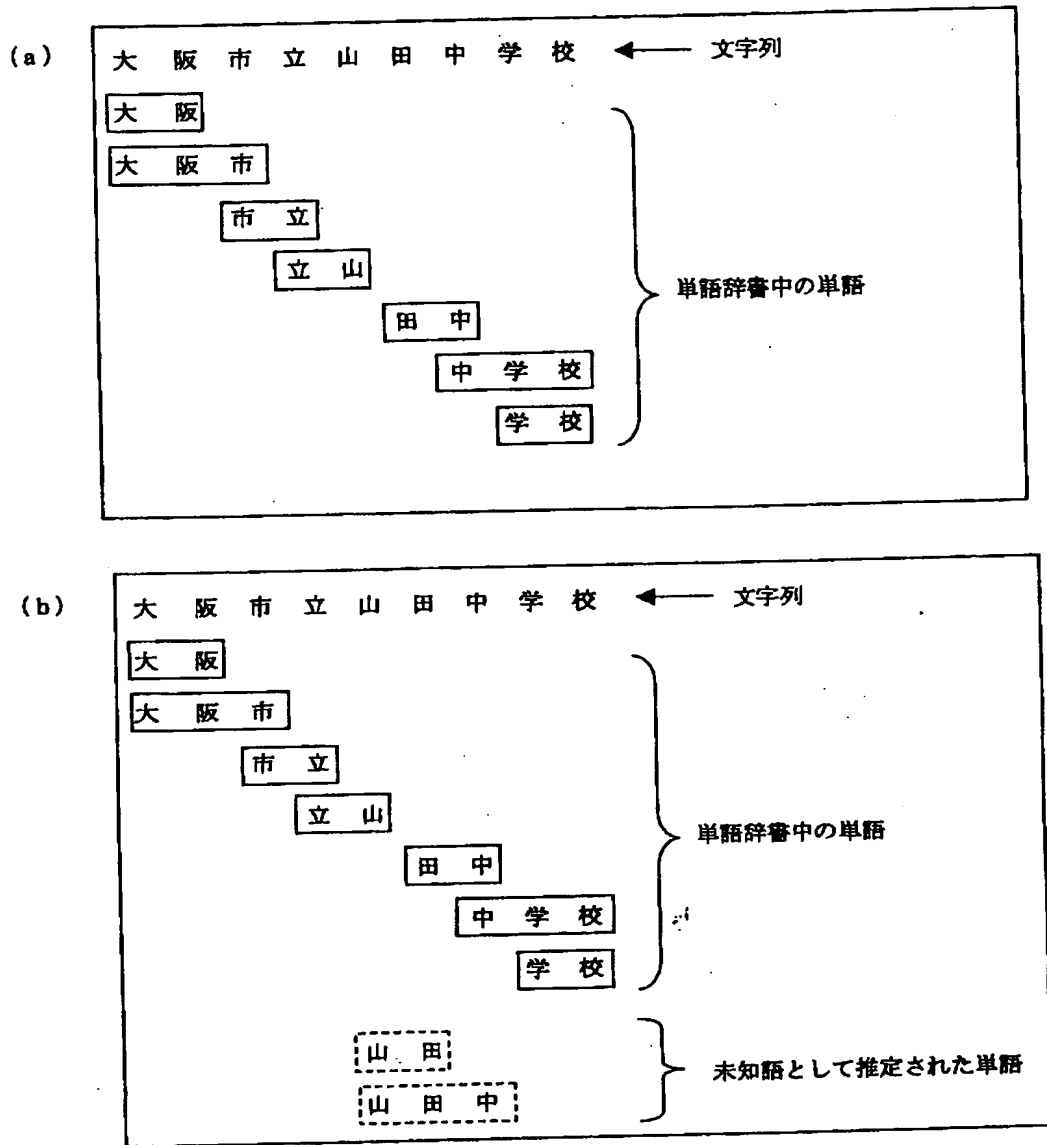 (a)
大阪市立山田中学校 ← 文字列
大阪
大阪市
市立
立山
単語辞書中の単語
田中
中学校
学校
(b)
大阪市立山田中学校 ← 文字列
大阪
大阪市
市立
立山
単語辞書中の単語
田中
中学校
学校
山田
未知語として推定された単語
山田中